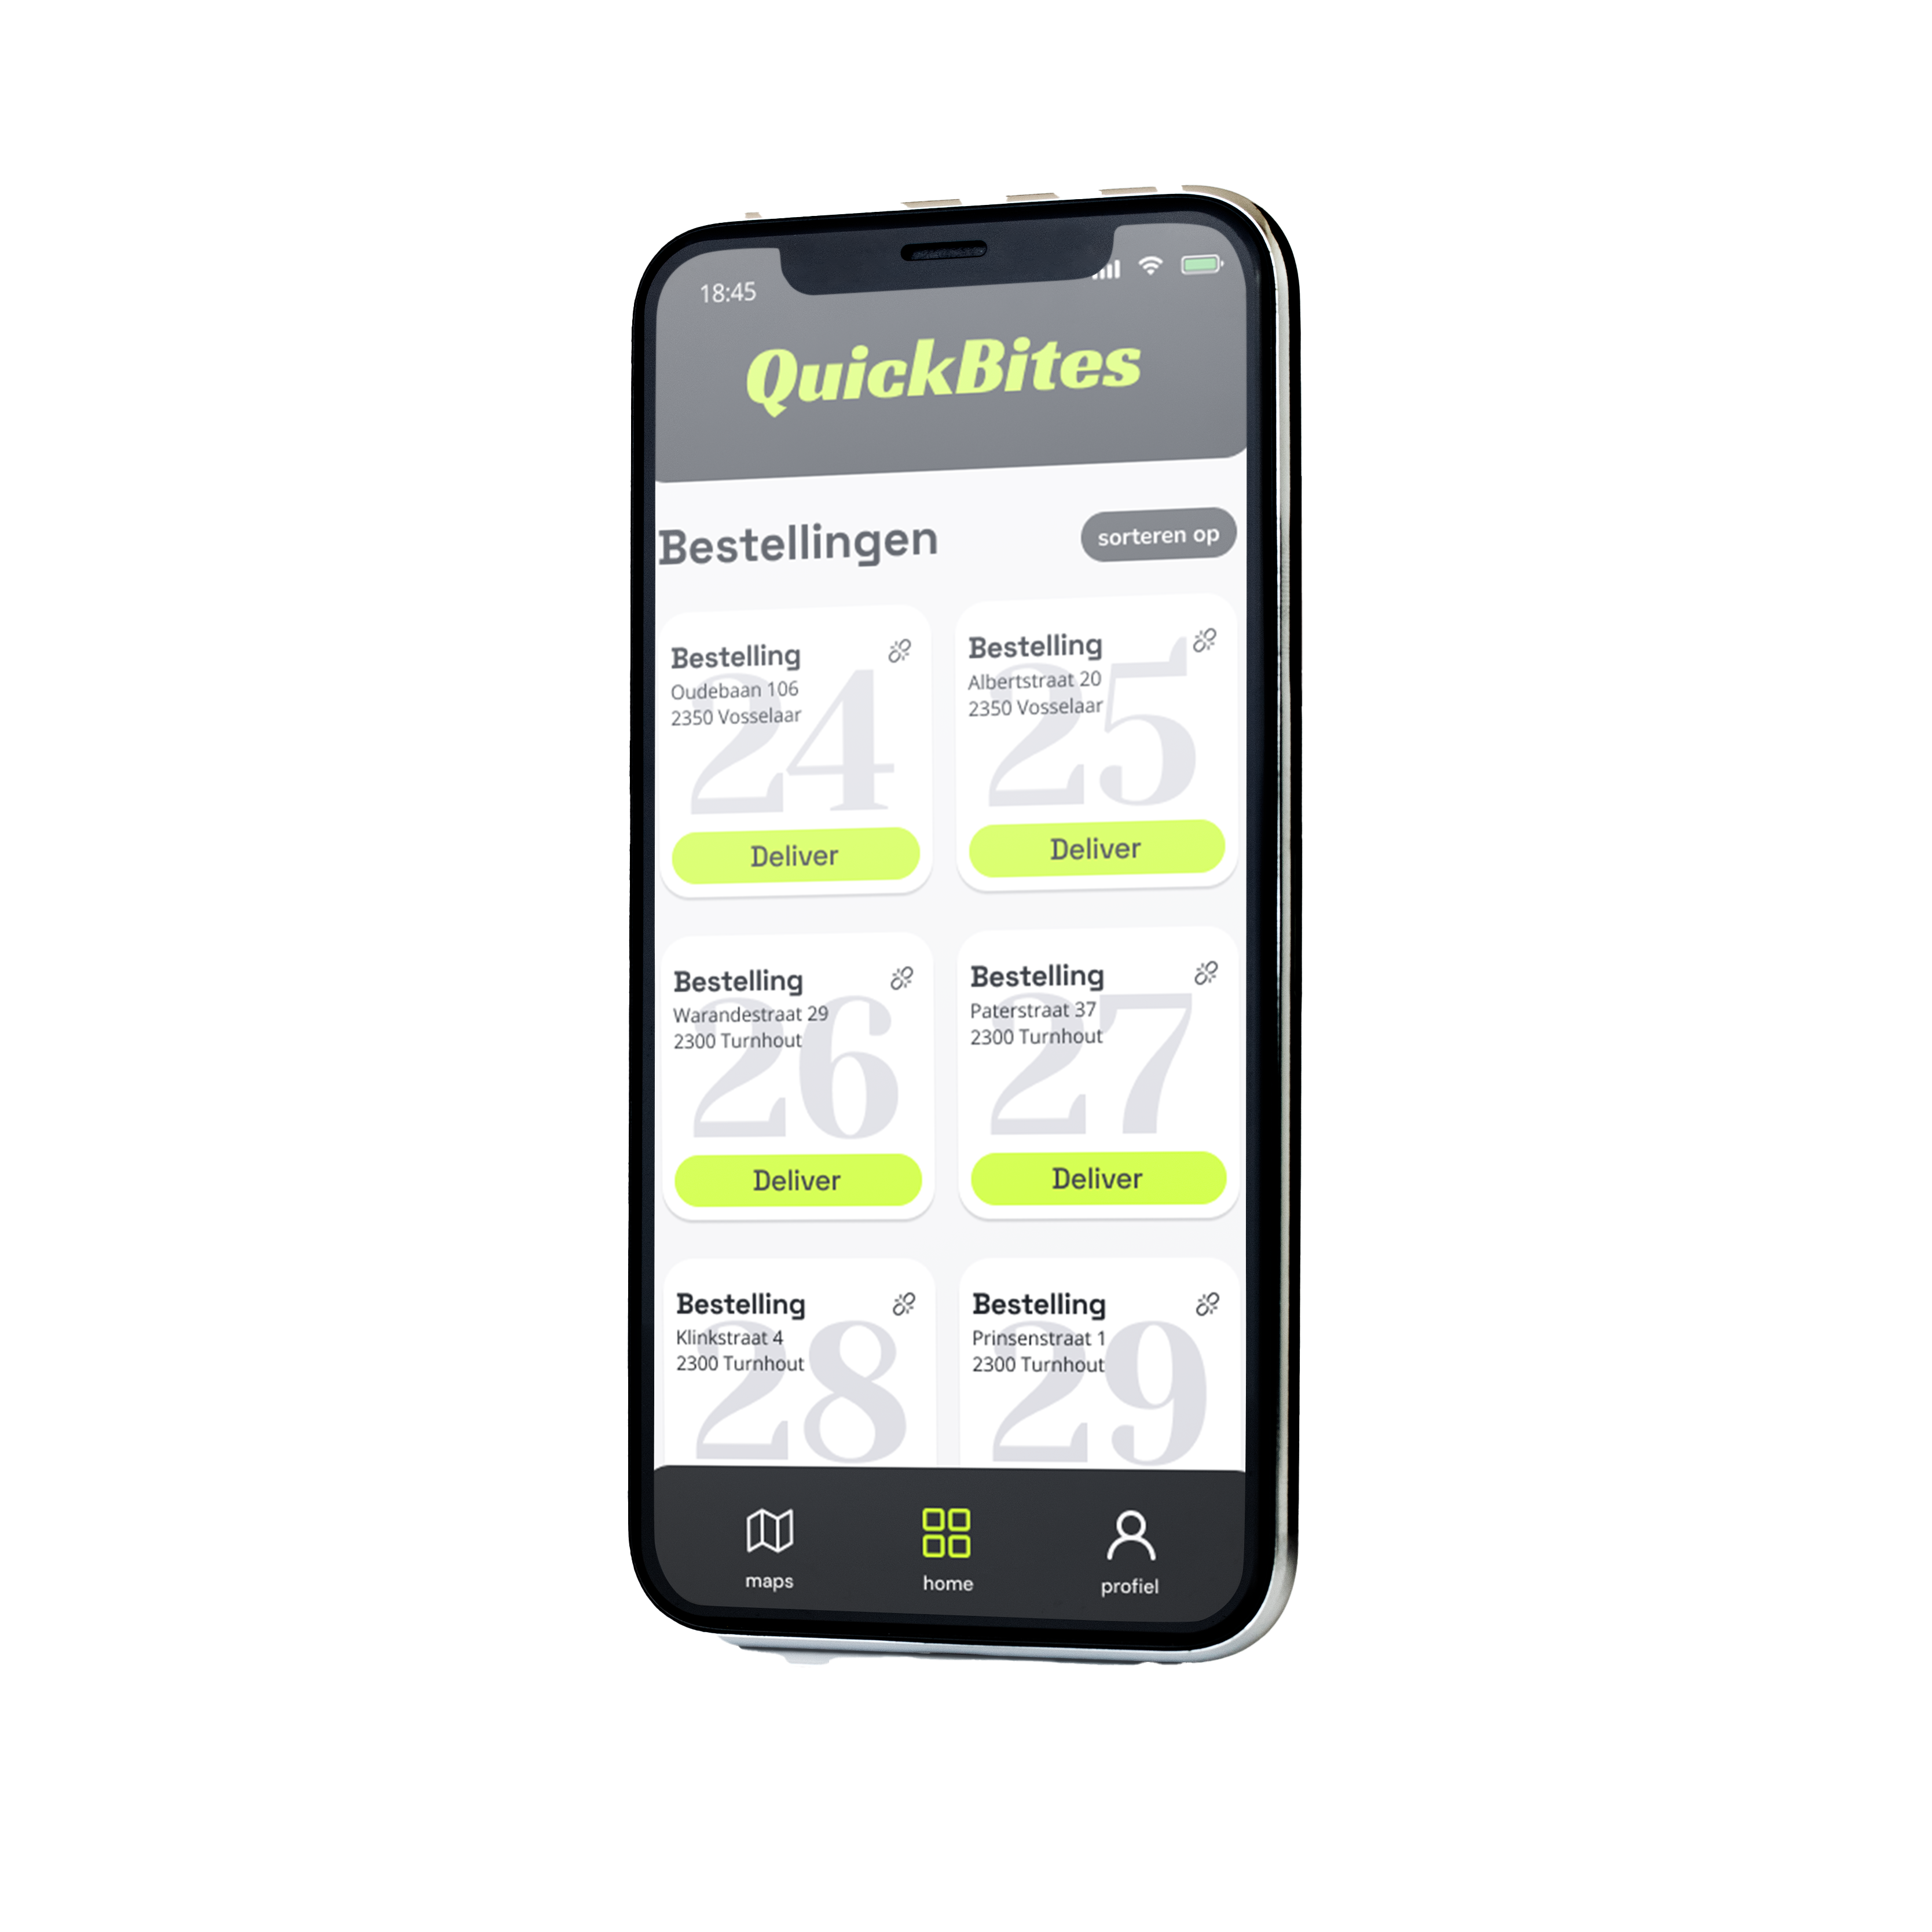 18:45
QuickBites
Bestellingen
sorteren op
Bestelling
Oudebaan 106
2350 Vosselaar
24
Deliver
Bestelling
Albertstraat 20
2350 Vosselaar
25
Deliver
Bestelling
Warandestraat 29
2300 Turnhout
26
Deliver
Bestelling
Paterstraat 37
2300 Turnhout
27
Deliver
Bestelling
Klinkstraat 4
2300 Turnhout
28
Bestelling
Prinsenstraat 1
2300 Turnhout
29
maps
home
profiel